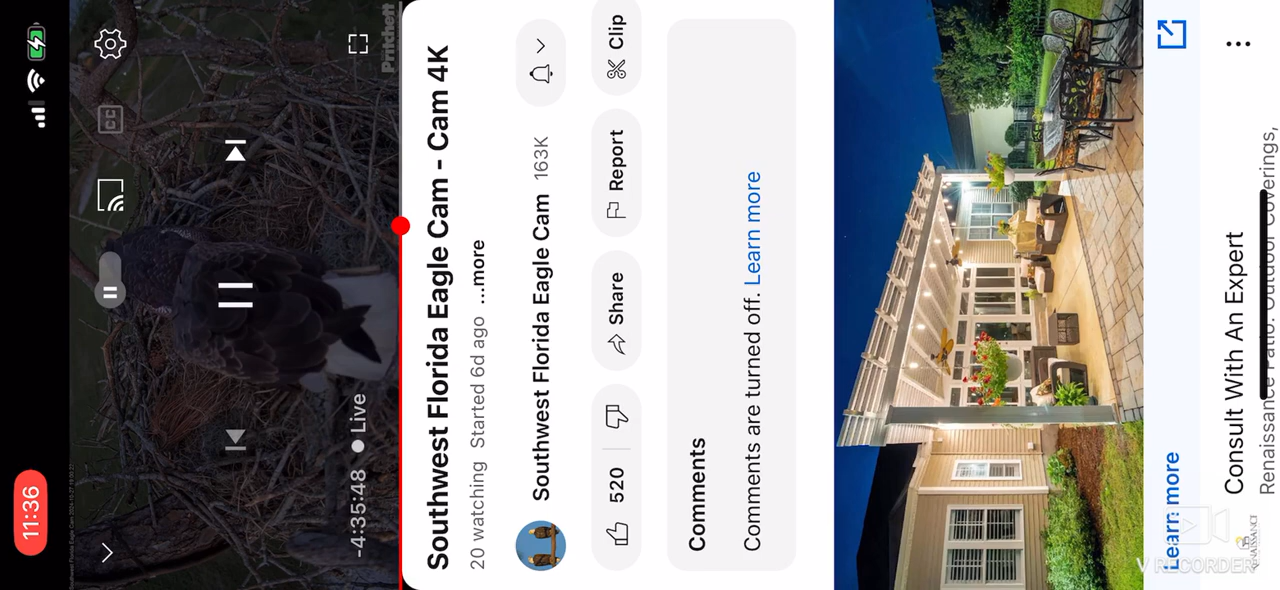 11:36
CC
Pritchett
-4:35:48 Live
Southwest Florida Eagle Cam - Cam 4K
20 watching Started 6d ago ...more
Southwest Florida Eagle Cam 163K
520 Share Report Clip
Comments
Comments are turned off. Learn more
Learn more
Consult With An Expert
Renaissance Patio: Outdoor Coverings,
RENAISSANCE
V RECORDER